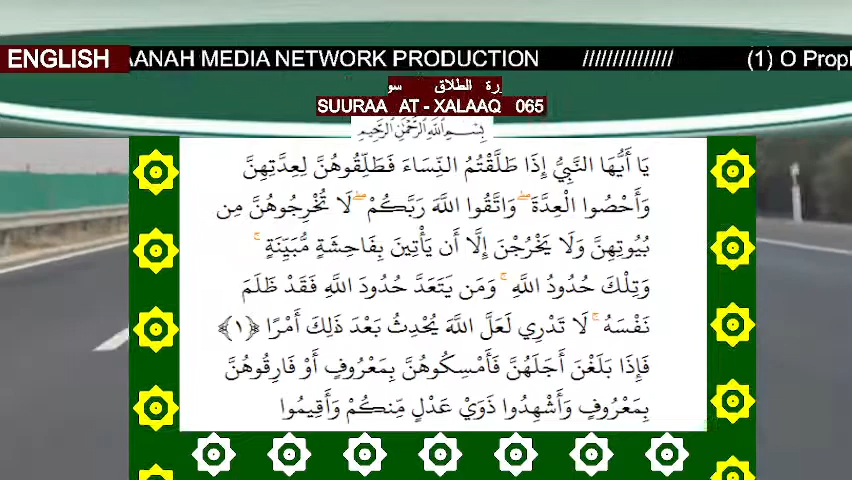 ENGLISH
AANAH MEDIA NETWORK PRODUCTION ////////////////// (1) O Proph
سورة الطلاق
SUURAA AT - XALAAQ 065
بِسْمِ اللَّهِ الرَّحْمَٰنِ الرَّحِيمِ
يَا أَيُّهَا النَّبِيُّ إِذَا طَلَّقْتُمُ النِّسَاءَ فَطَلِّقُوهُنَّ لِعِدَّتِهِنَّ
وَأَحْصُوا الْعِدَّةَ ۖ وَاتَّقُوا اللَّهَ رَبَّكُمْ ۖ لَا تُخْرِجُوهُنَّ مِن
بُيُوتِهِنَّ وَلَا يَخْرُجْنَ إِلَّا أَن يَأْتِينَ بِفَاحِشَةٍ مُّبَيِّنَةٍ ۚ
وَتِلْكَ حُدُودُ اللَّهِ ۚ وَمَن يَتَعَدَّ حُدُودَ اللَّهِ فَقَدْ ظَلَمَ
نَفْسَهُ ۚ لَا تَدْرِي لَعَلَّ اللَّهَ يُحْدِثُ بَعْدَ ذَٰلِكَ أَمْرًا ﴿١﴾
فَإِذَا بَلَغْنَ أَجَلَهُنَّ فَأَمْسِكُوهُنَّ بِمَعْرُوفٍ أَوْ فَارِقُوهُنَّ
بِمَعْرُوفٍ وَأَشْهِدُوا ذَوَيْ عَدْلٍ مِّنكُمْ وَأَقِيمُوا